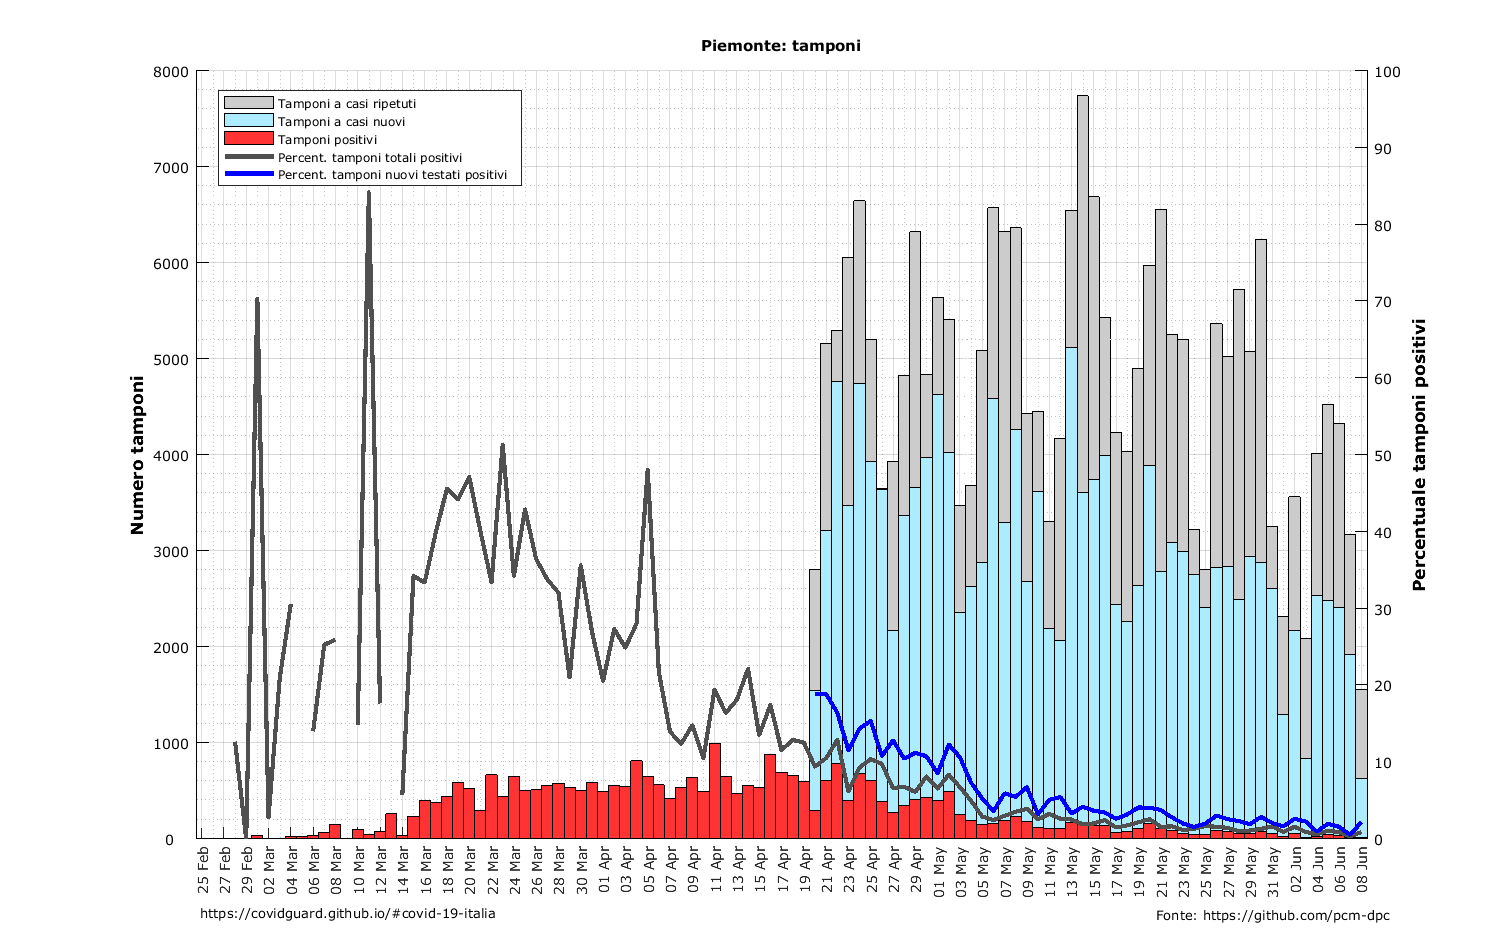 Piemonte: tamponi
Tamponi a casi ripetuti
Tamponi a casi nuovi
Tamponi positivi
Percent. tamponi totali positivi
Percent. tamponi nuovi testati positivi
Numero tamponi
8000
7000
6000
5000
4000
3000
2000
1000
0
Percentuale tamponi positivi
100
90
80
70
60
50
40
30
20
10
0
25 Feb
27 Feb
29 Feb
02 Mar
04 Mar
06 Mar
08 Mar
10 Mar
12 Mar
14 Mar
16 Mar
18 Mar
20 Mar
22 Mar
24 Mar
26 Mar
28 Mar
30 Mar
01 Apr
03 Apr
05 Apr
07 Apr
09 Apr
11 Apr
13 Apr
15 Apr
17 Apr
19 Apr
21 Apr
23 Apr
25 Apr
27 Apr
29 Apr
01 May
03 May
05 May
07 May
09 May
11 May
13 May
15 May
17 May
19 May
21 May
23 May
25 May
27 May
29 May
31 May
02 Jun
04 Jun
06 Jun
08 Jun
https://covidguard.github.io/#covid-19-italia
Fonte: https://github.com/pcm-dpc